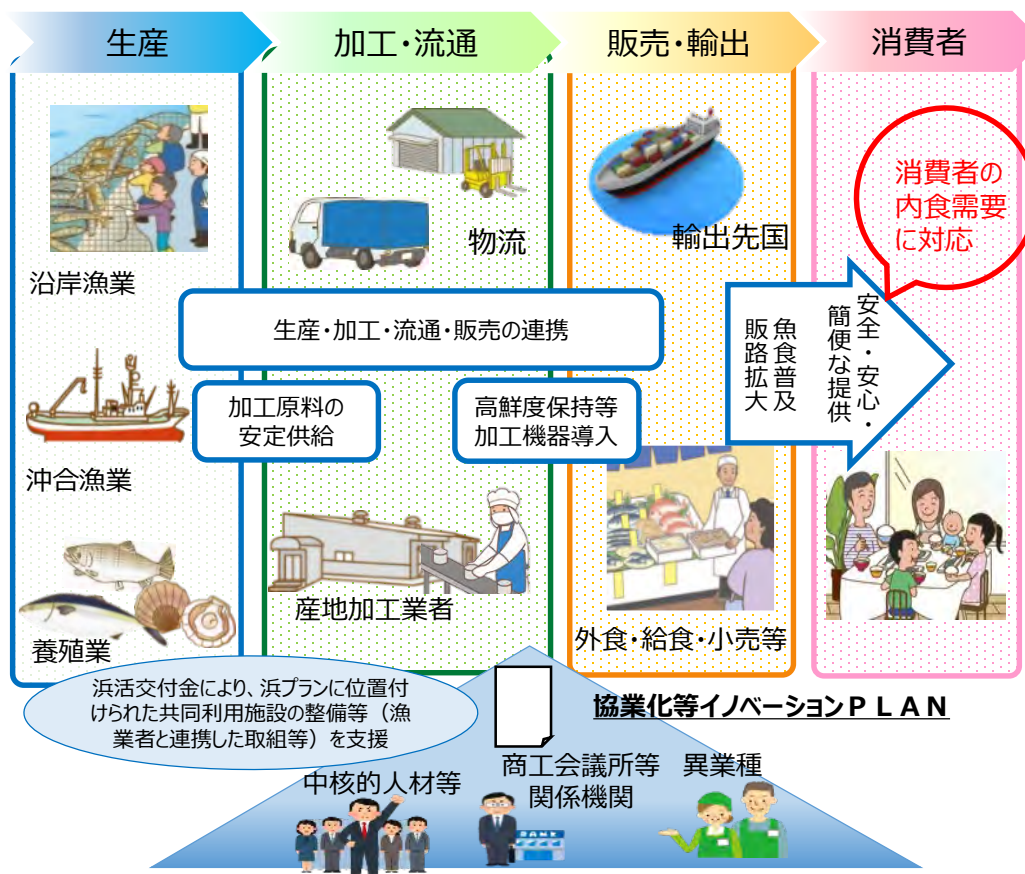 生産
加工・流通
販売・輸出
消費者
消費者の
内食需要
に対応
物流
輸出先国
沿岸漁業
生産・加工・流通・販売の連携
魚食普及
販路拡大
安全・安心・
簡便な提供
加工原料の
安定供給
高鮮度保持等
加工機器導入
沖合漁業
産地加工業者
養殖業
外食・給食・小売等
浜活交付金により、浜プランに位置付
けられた共同利用施設の整備等（漁
業者と連携した取組等）を支援
協業化等イノベーションＰＬＡＮ
中核的人材等
商工会議所等
関係機関
異業種
BANK